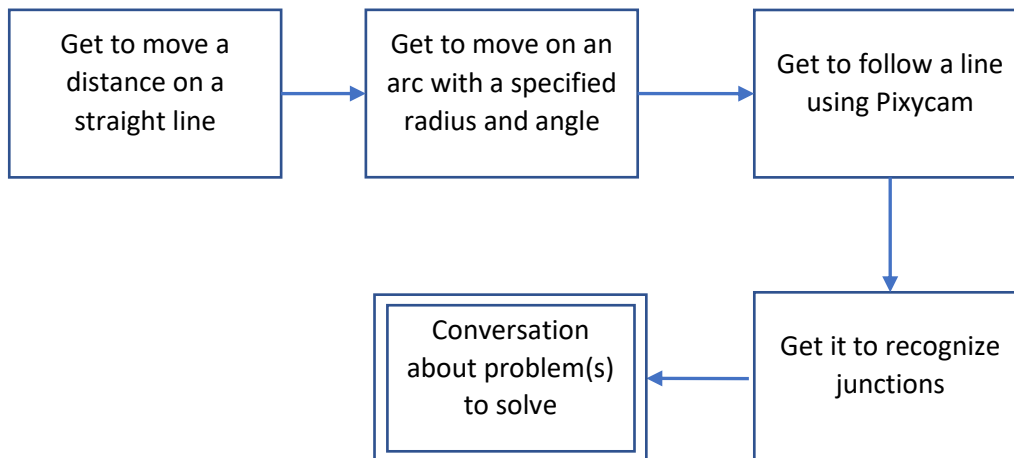 Get to move a
distance on a
straight line
Get to move on an
arc with a specified
radius and angle
Get to follow a line
using Pixycam
Get it to recognize
junctions
Conversation
about problem(s)
to solve